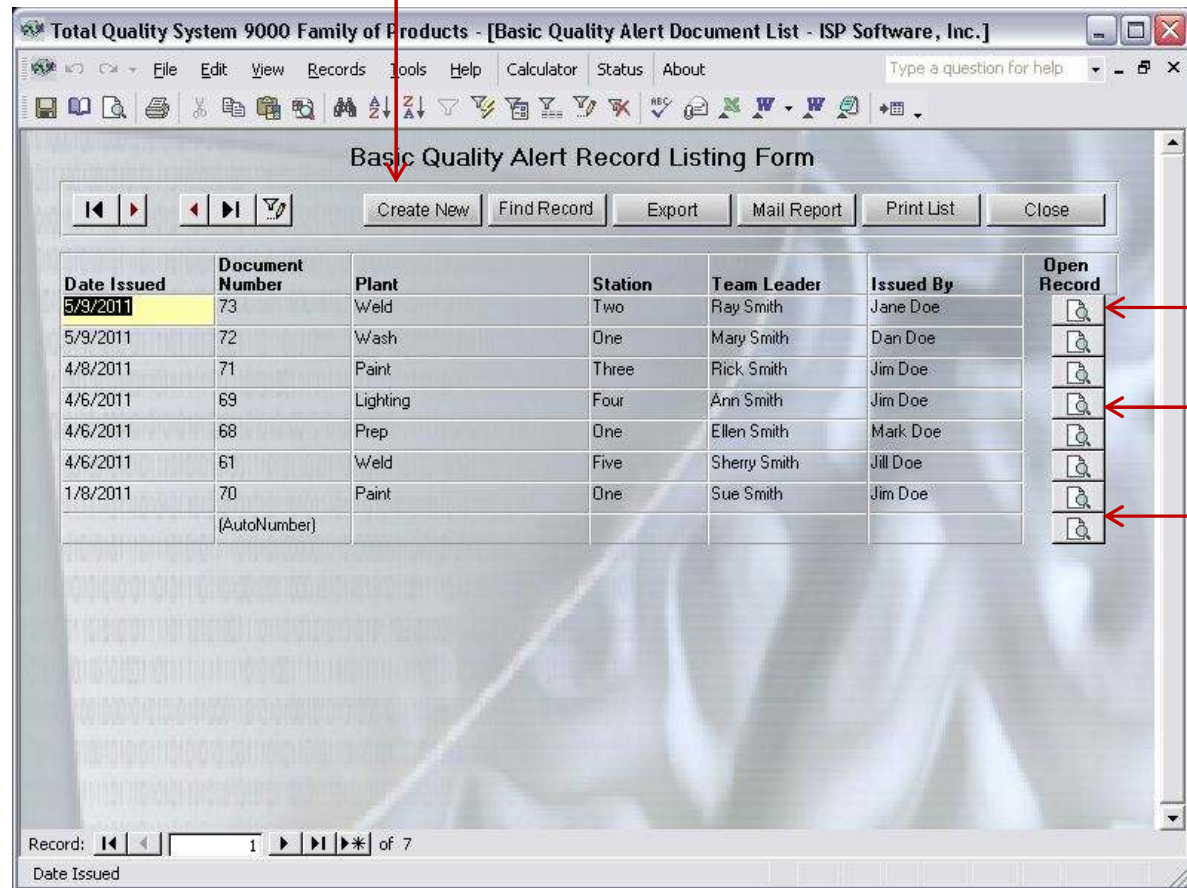 Total Quality System 9000 Family of Products - [Basic Quality Alert Document List - ISP Software, Inc.]
File Edit View Records Tools Help Calculator Status About Type a question for help
Basic Quality Alert Record Listing Form
Create New Find Record Export Mail Report Print List Close
Date Issued Document Number Plant Station Team Leader Issued By Open Record
5/9/2011 73 Weld Two Ray Smith Jane Doe
5/9/2011 72 Wash One Mary Smith Dan Doe
4/8/2011 71 Paint Three Rick Smith Jim Doe
4/6/2011 69 Lighting Four Ann Smith Jim Doe
4/6/2011 68 Prep One Ellen Smith Mark Doe
4/6/2011 61 Weld Five Sherry Smith Jill Doe
1/8/2011 70 Paint One Sue Smith Jim Doe
(AutoNumber)
Record: 1 of 7
Date Issued